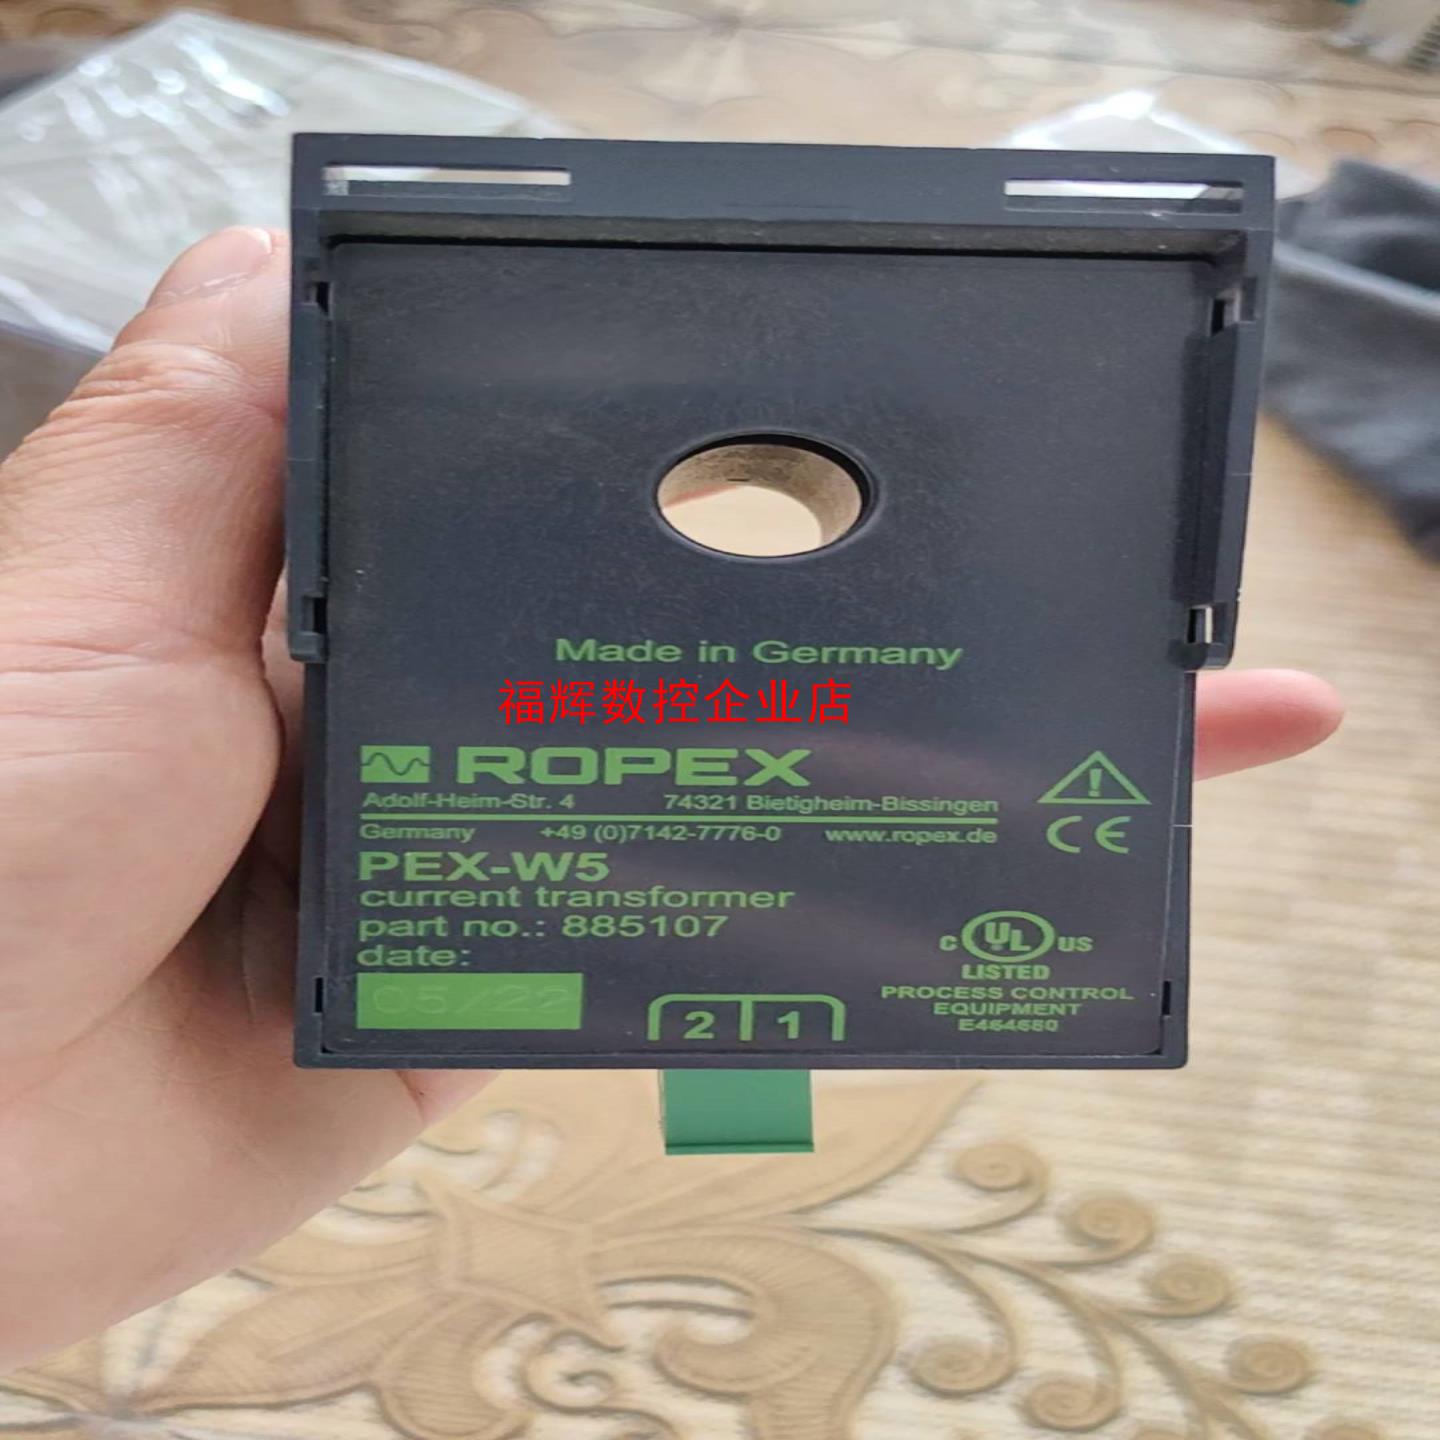 Made in Germany
福辉数控企业店
ROPEX
Adolf-Heim-Str. 4 74321 Bietigheim-Bissingen
Germany +49 (0)7142-7776-0 www.ropex.de
CE
PEX-W5
current transformer
part no.: 885107
date:
05/22
2 1
C UL US
LISTED
PROCESS CONTROL
EQUIPMENT
E464680